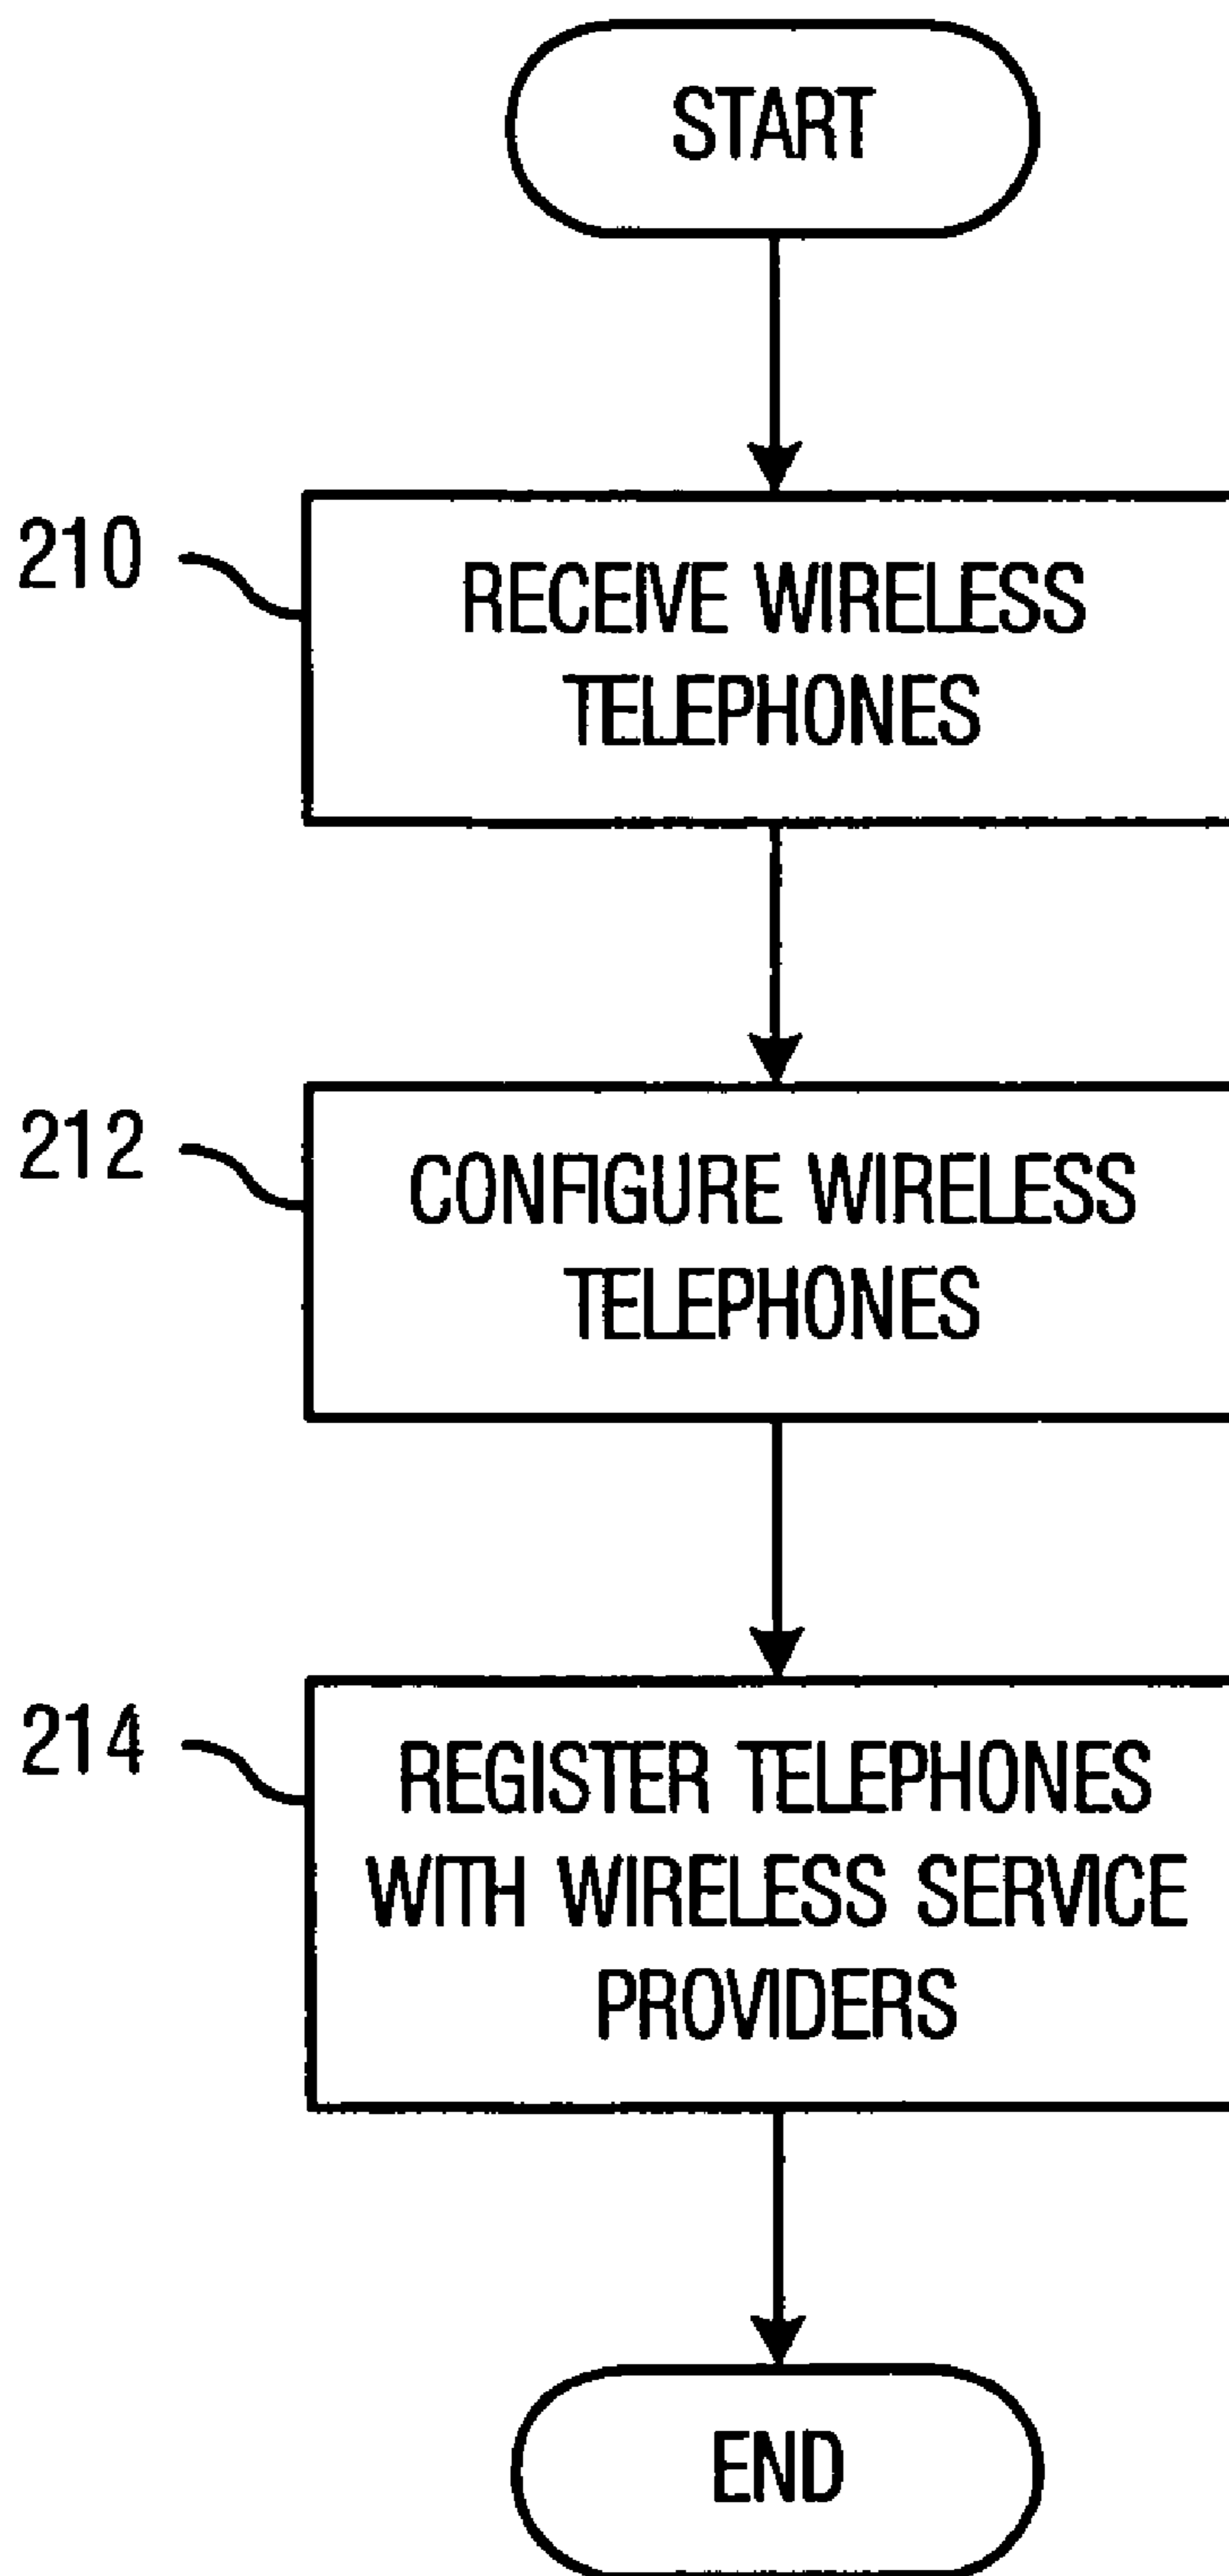 START
210
RECEIVE WIRELESS
TELEPHONES
212
CONFIGURE WIRELESS
TELEPHONES
214
REGISTER TELEPHONES
WITH WIRELESS SERVICE
PROVIDERS
END